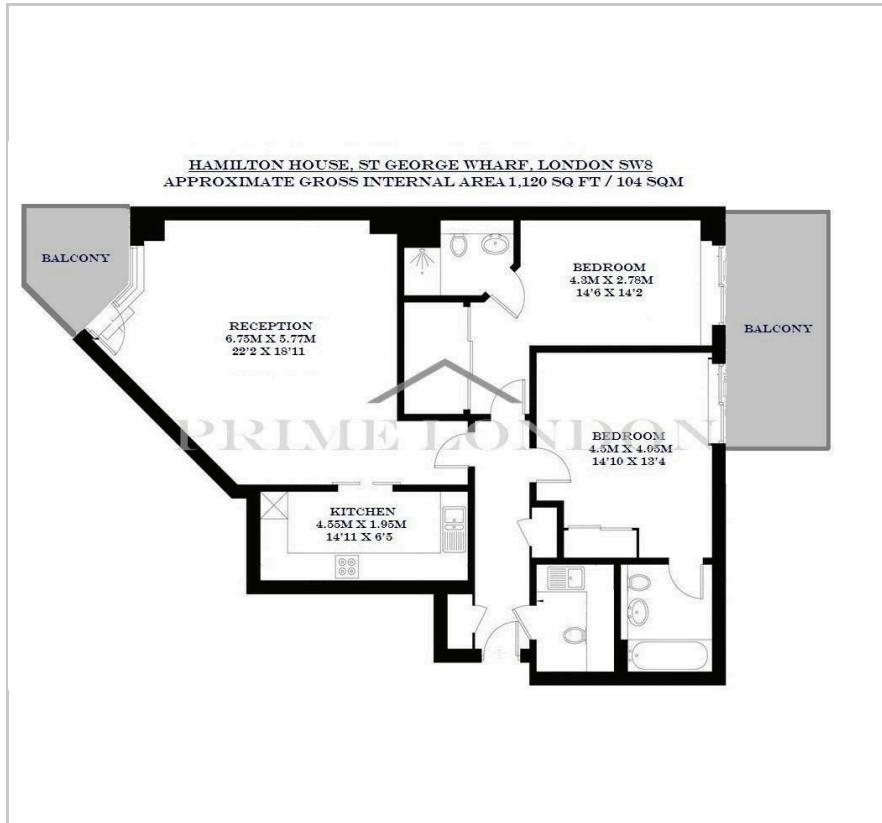 HAMILTON HOUSE, ST GEORGE WHARF, LONDON SW8
APPROXIMATE GROSS INTERNAL AREA 1,120 SQ FT / 104 SQM
BALCONY
BEDROOM
4.3M X 2.78M
14'6 X 14'2
RECEPTION
6.75M X 5.77M
22'2 X 18'11
BALCONY
PRIME LONDON
BEDROOM
4.5M X 4.05M
14'10 X 13'4
KITCHEN
4.55M X 1.95M
14'11 X 6'5